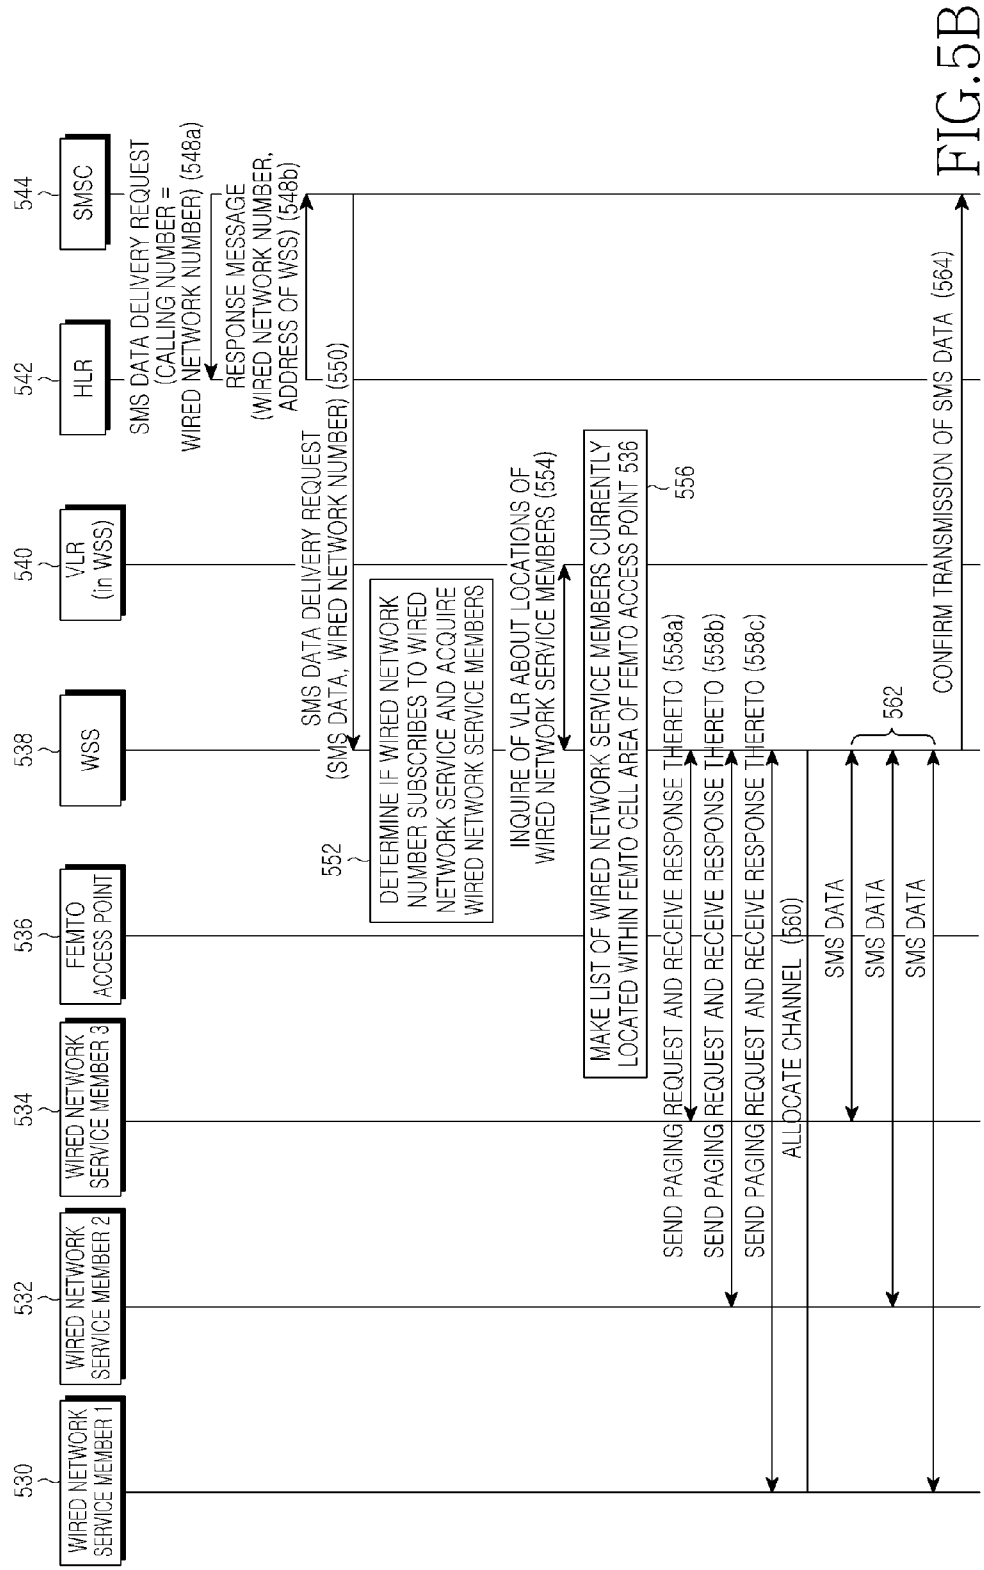 530
532
534
536
538
540
542
544
WIRED NETWORK
SERVICE MEMBER 1
WIRED NETWORK
SERVICE MEMBER 2
WIRED NETWORK
SERVICE MEMBER 3
FEMTO
ACCESS POINT
WSS
VLR
(in WSS)
HLR
SMSC
SMS DATA DELIVERY REQUEST
(CALLING NUMBER =
WIRED NETWORK NUMBER) (548a)
RESPONSE MESSAGE
(WIRED NETWORK NUMBER,
ADDRESS OF WSS) (548b)
SMS DATA DELIVERY REQUEST
(SMS DATA, WIRED NETWORK NUMBER) (550)
552
DETERMINE IF WIRED NETWORK
NUMBER SUBSCRIBES TO WIRED
NETWORK SERVICE AND ACQUIRE
WIRED NETWORK SERVICE MEMBERS
INQUIRE OF VLR ABOUT LOCATIONS OF
WIRED NETWORK SERVICE MEMBERS (554)
MAKE LIST OF WIRED NETWORK SERVICE MEMBERS CURRENTLY
LOCATED WITHIN FEMTO CELL AREA OF FEMTO ACCESS POINT 536
556
SEND PAGING REQUEST AND RECEIVE RESPONSE THERETO (558a)
SEND PAGING REQUEST AND RECEIVE RESPONSE THERETO (558b)
SEND PAGING REQUEST AND RECEIVE RESPONSE THERETO (558c)
ALLOCATE CHANNEL (560)
SMS DATA
SMS DATA
SMS DATA
562
CONFIRM TRANSMISSION OF SMS DATA (564)
FIG.5B